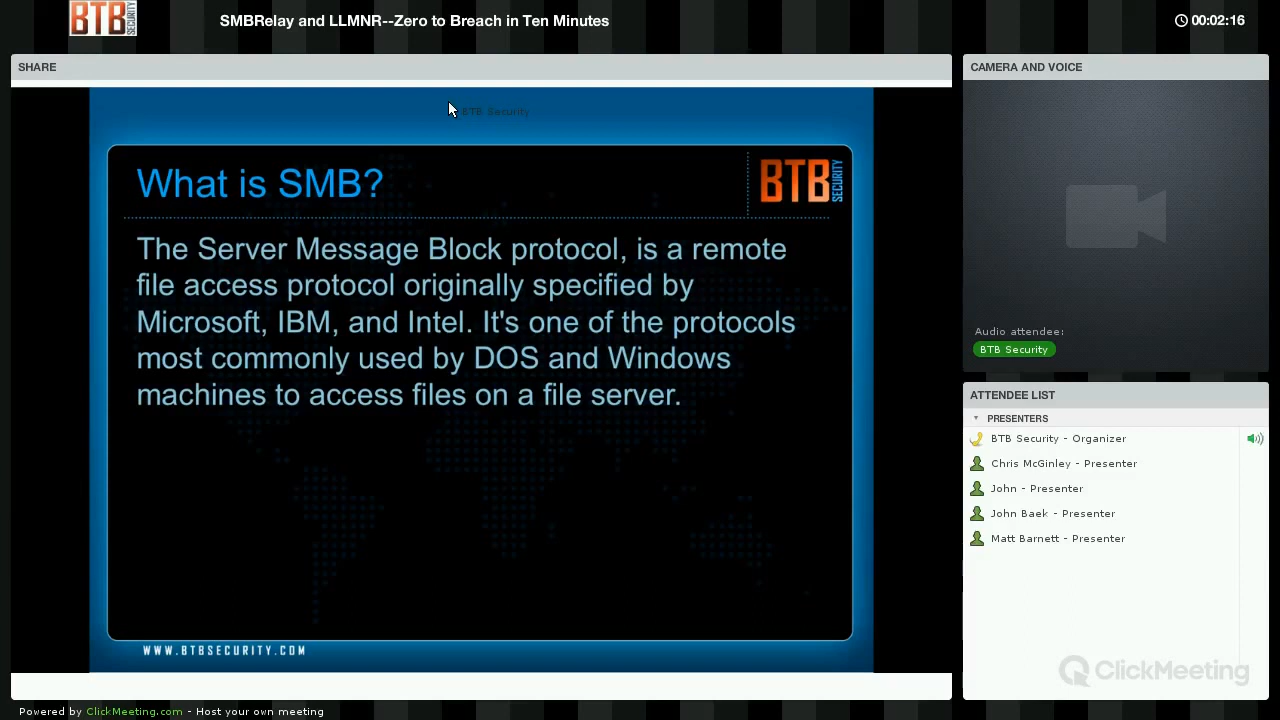 BTB SECURITY
SMBRelay and LLMNR--Zero to Breach in Ten Minutes
00:02:16
SHARE
BTB Security
What is SMB?
BTB SECURITY
The Server Message Block protocol, is a remote
file access protocol originally specified by
Microsoft, IBM, and Intel. It's one of the protocols
most commonly used by DOS and Windows
machines to access files on a file server.
WWW.BTBSECURITY.COM
CAMERA AND VOICE
Audio attendee:
BTB Security
ATTENDEE LIST
PRESENTERS
BTB Security - Organizer
Chris McGinley - Presenter
John - Presenter
John Baek - Presenter
Matt Barnett - Presenter
ClickMeeting
Powered by ClickMeeting.com - Host your own meeting